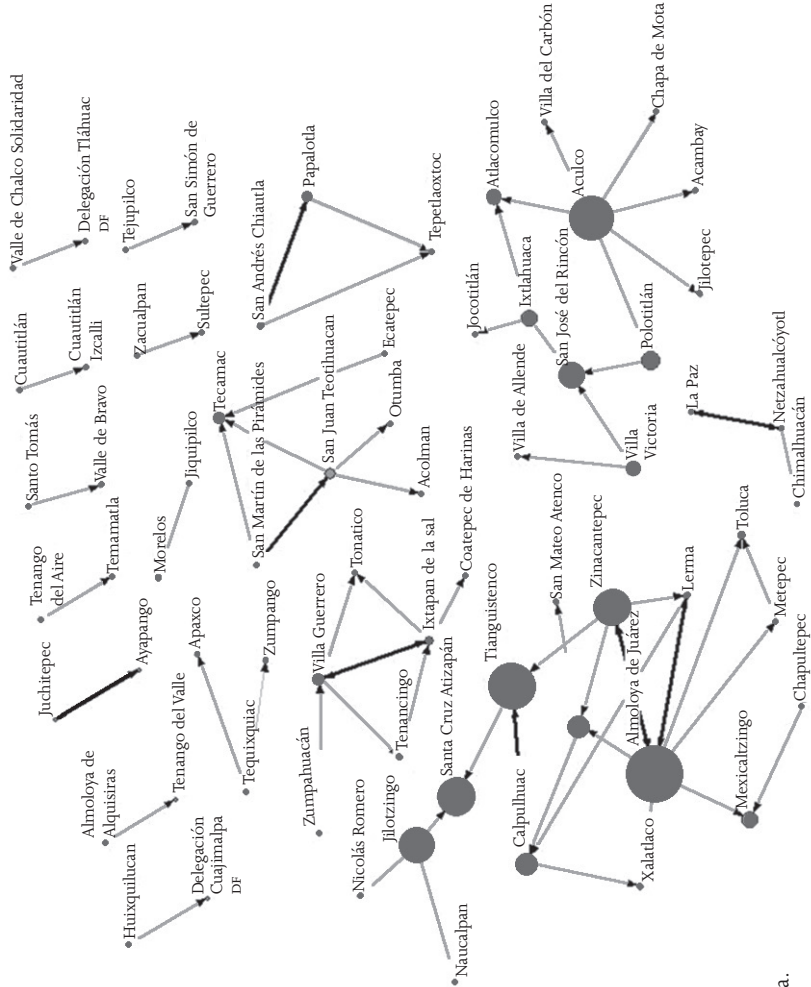 Valle de Chalco Solidaridad
Delegación Tláhuac
DF
Tejupilco
San Simón de
Guerrero
Cuautitlán
Cuautitlán
Izcalli
Zacualpan
Sultepec
San Andrés Chiautla
Papalotla
Tepetlaoxtoc
Santo Tomás
Valle de Bravo
Jiquipilco
Morelos
Tecamac
San Martín de las Pirámides
San Juan Teotihuacan
Ecatepec
Otumba
Acolman
Tenango
del Aire
Temamatla
Juchitepec
Ayapango
Apaxco
Zumpango
Tequixquiac
Almoloya de
Alquisiras
Tenango del Valle
Huixquilucan
Delegación
Cuajimalpa
DF
Villa Guerrero
Tonatico
Ixtapan de la sal
Coatepec de Harinas
Tenancingo
Zumpahuacán
Nicolás Romero
Jilotzingo
Santa Cruz Atizapán
Tianguistenco
Naucalpan
San Mateo Atenco
Zinacantepec
Lerma
Almoloya de Juárez
Calpulhuac
Xalatlaco
Mexicaltzingo
Toluca
Metepec
Chapultepec
Jocotitlán
Ixtlahuaca
Atlacomulco
Villa del Carbón
Aculco
Chapa de Mota
Acambay
Jilotepec
San José del Rincón
Polotitlán
Villa de Allende
Villa
Victoria
La Paz
Netzahualcóyotl
Chimalhuacán
a.